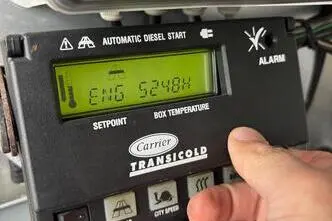 AUTOMATIC DIESEL START
ENG 5248H
SETPOINT BOX TEMPERATURE
ALARM
Carrier
TRANSICOLD
CITY SPEED